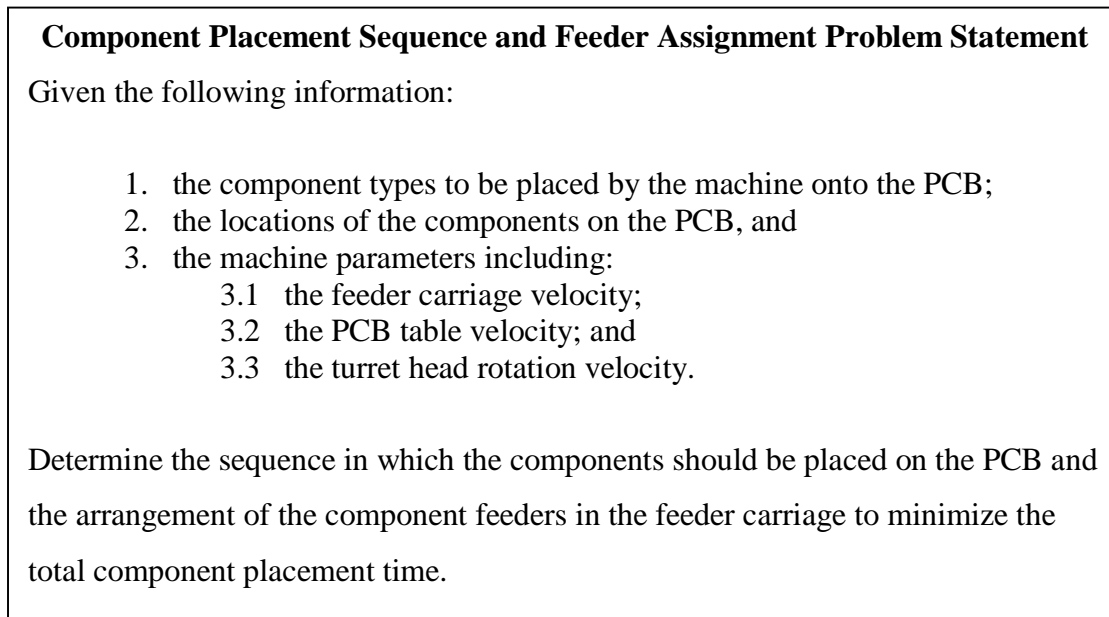 Component Placement Sequence and Feeder Assignment Problem Statement
Given the following information:
1. the component types to be placed by the machine onto the PCB;
2. the locations of the components on the PCB, and
3. the machine parameters including:
3.1 the feeder carriage velocity;
3.2 the PCB table velocity; and
3.3 the turret head rotation velocity.
Determine the sequence in which the components should be placed on the PCB and
the arrangement of the component feeders in the feeder carriage to minimize the
total component placement time.